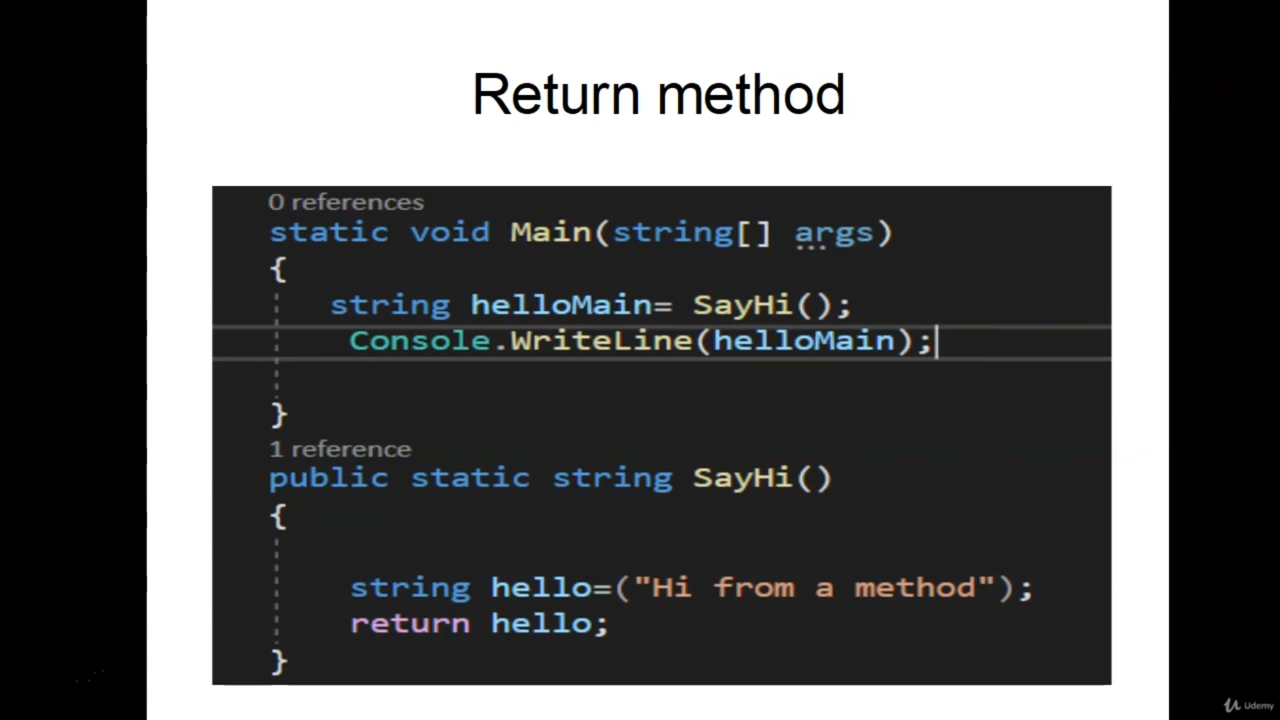 Return method
0 references
static void Main(string[] args)
{
string helloMain= SayHi();
Console.WriteLine(helloMain);
}
1 reference
public static string SayHi()
{
string hello=("Hi from a method");
return hello;
}
Udemy